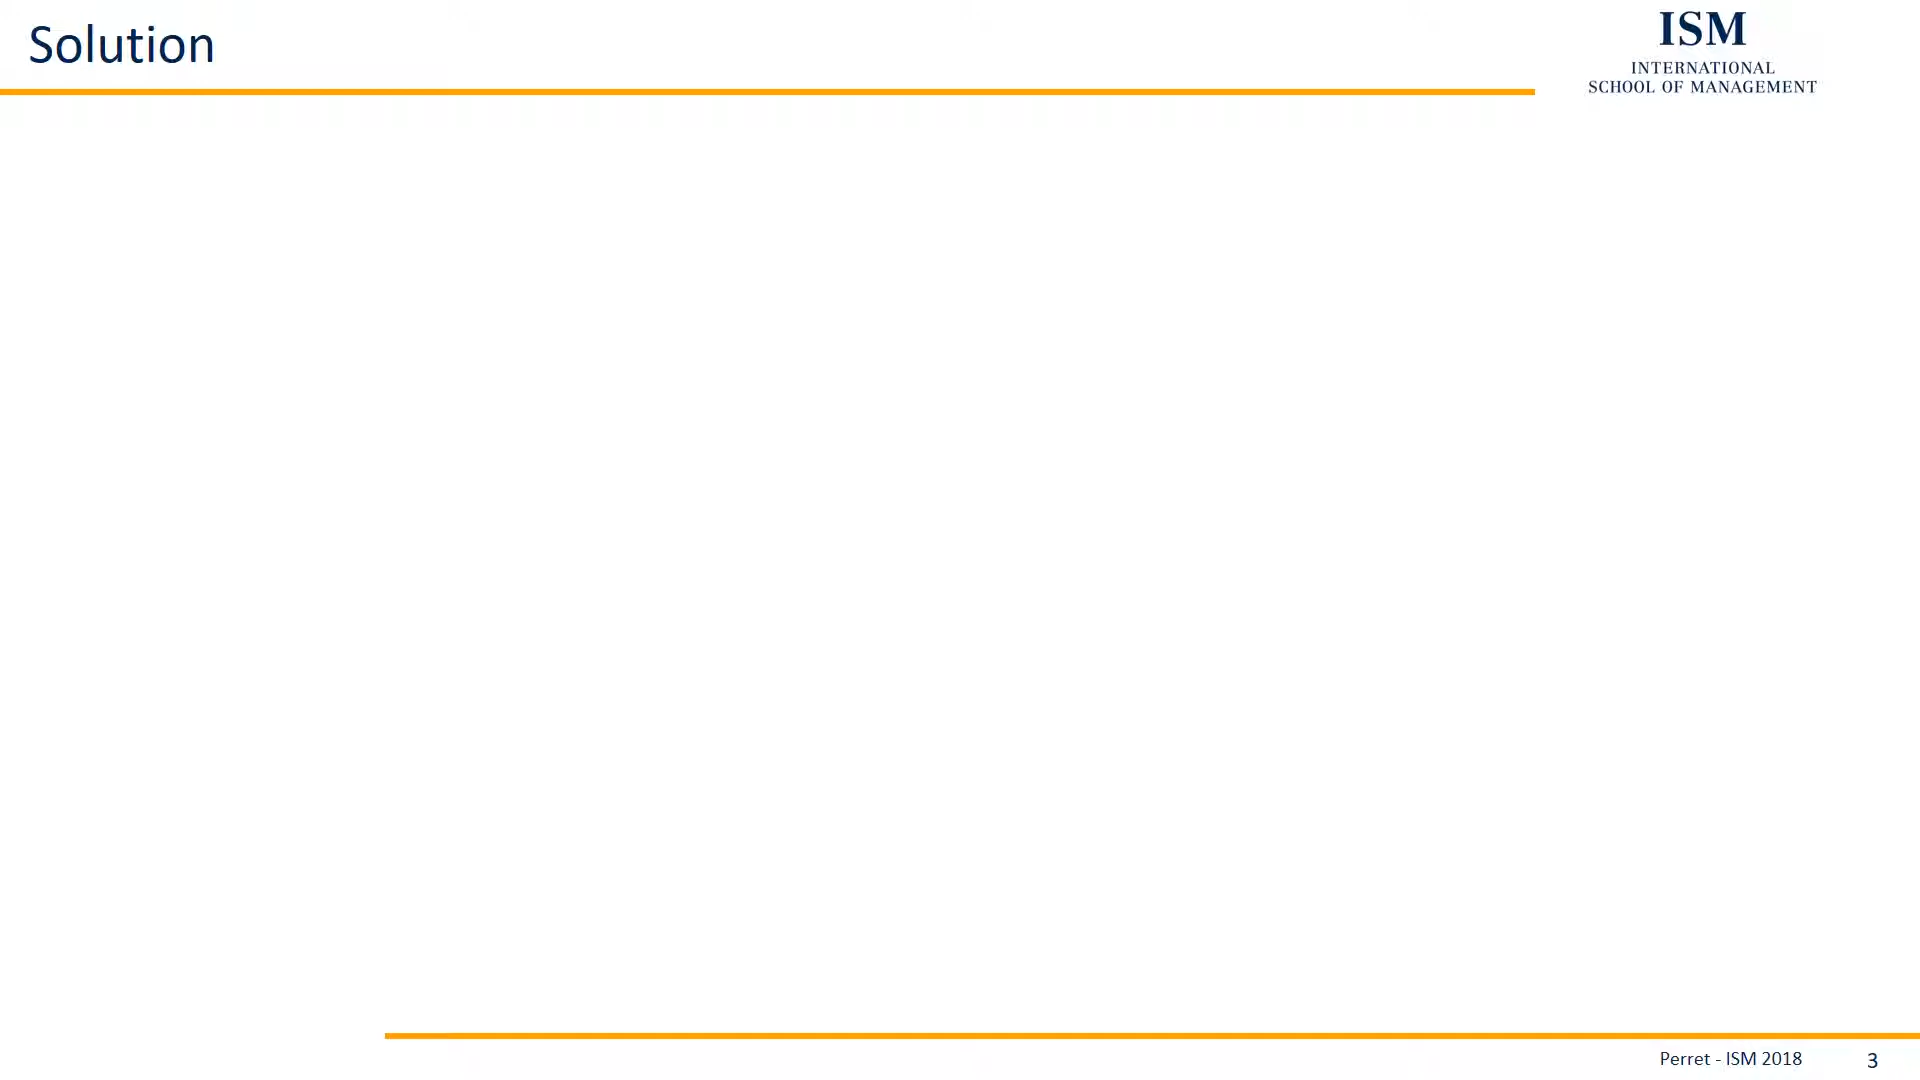 Solution
ISM
INTERNATIONAL
SCHOOL OF MANAGEMENT
Perret - ISM 2018
3